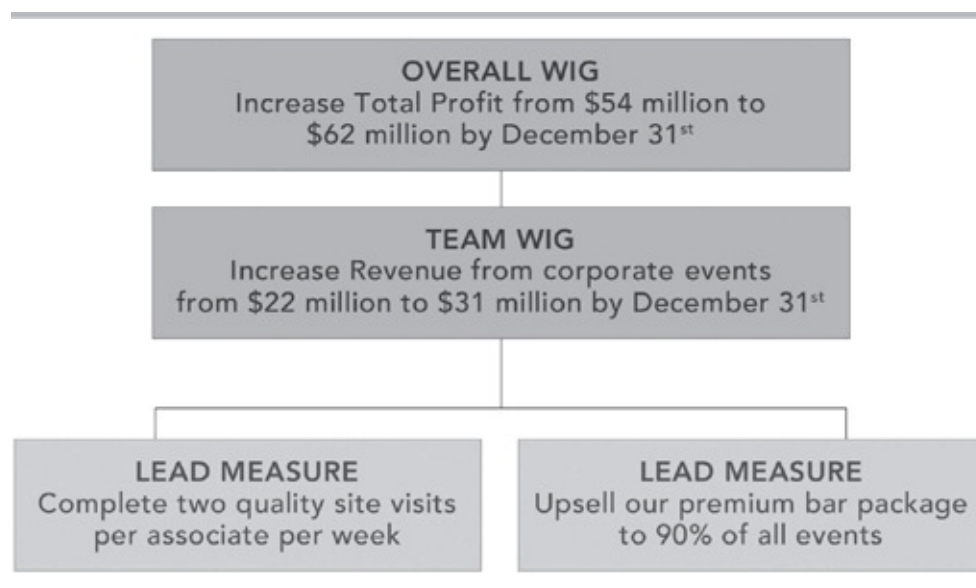 OVERALL WIG
Increase Total Profit from $54 million to
$62 million by December 31st
TEAM WIG
Increase Revenue from corporate events
from $22 million to $31 million by December 31st
LEAD MEASURE
Complete two quality site visits
per associate per week
LEAD MEASURE
Upsell our premium bar package
to 90% of all events